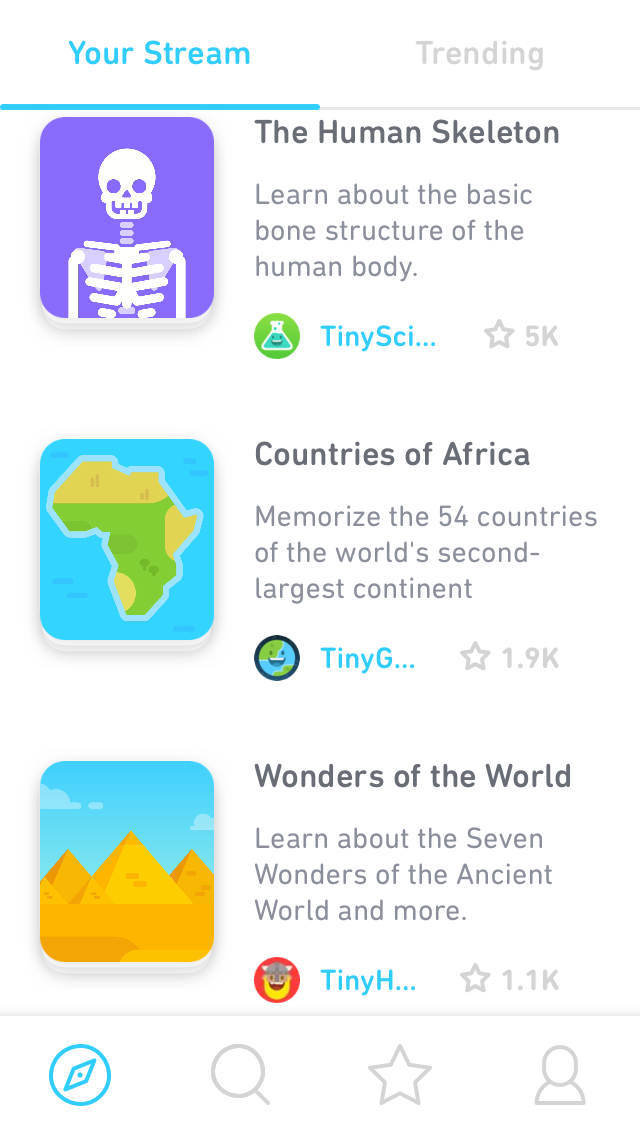 Your Stream
Trending
The Human Skeleton
Learn about the basic
bone structure of the
human body.
TinySci...
5K
Countries of Africa
Memorize the 54 countries
of the world's second-
largest continent
TinyG...
1.9K
Wonders of the World
Learn about the Seven
Wonders of the Ancient
World and more.
TinyH...
1.1K